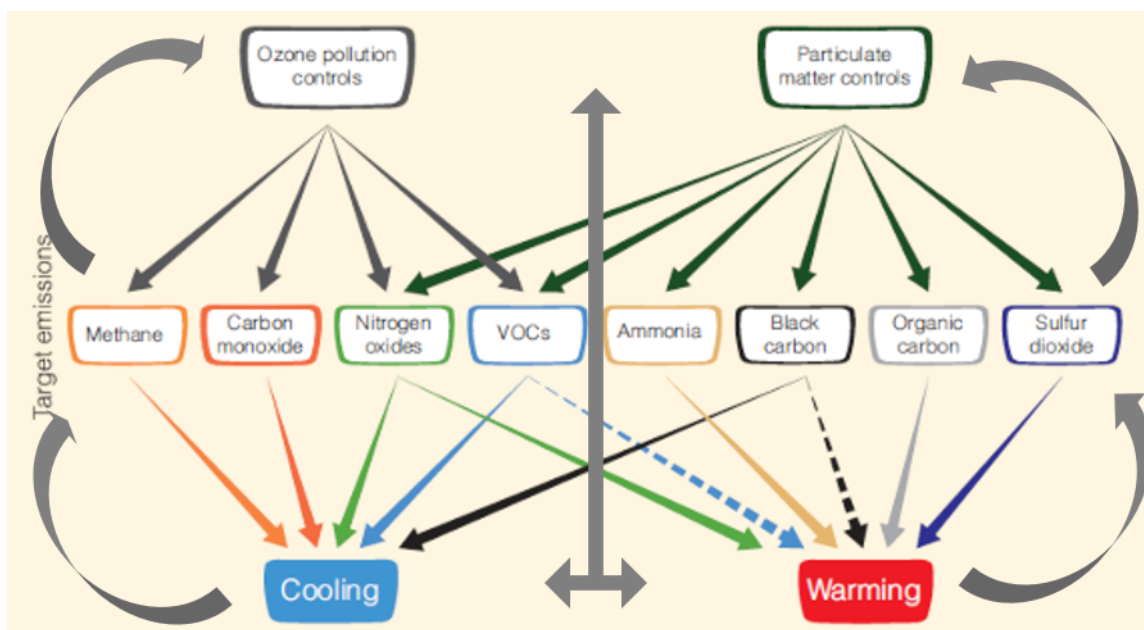 Ozone pollution
controls
Particulate
matter controls
Target emissions
Methane
Carbon
monoxide
Nitrogen
oxides
VOCs
Ammonia
Black
carbon
Organic
carbon
Sulfur
dioxide
Cooling
Warming